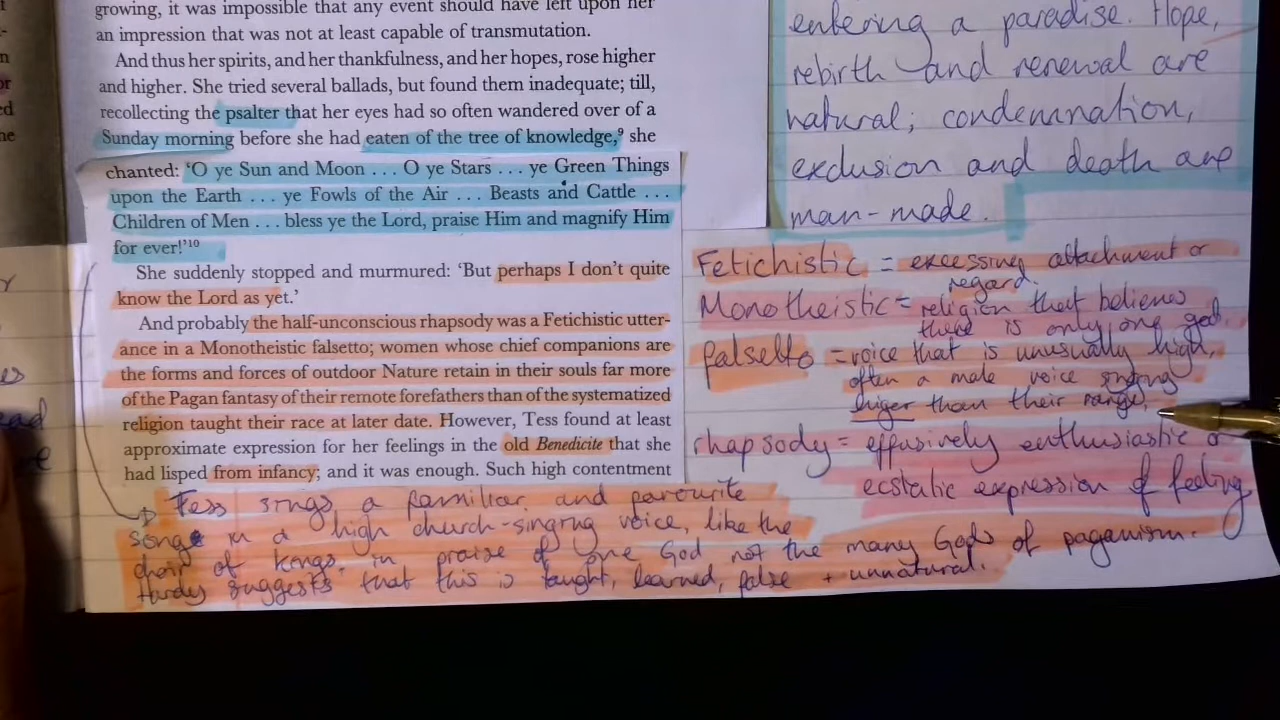 growing, it was impossible that any event should have left upon her
an impression that was not at least capable of transmutation.
And thus her spirits, and her thankfulness, and her hopes, rose higher
and higher. She tried several ballads, but found them inadequate; till,
recollecting the psalter that her eyes had so often wandered over of a
Sunday morning before she had eaten of the tree of knowledge,⁹ she
chanted: 'O ye Sun and Moon . . . O ye Stars . . . ye Green Things
upon the Earth . . . ye Fowls of the Air . . . Beasts and Cattle . . .
Children of Men . . . bless ye the Lord, praise Him and magnify Him
for ever!'¹⁰
She suddenly stopped and murmured: 'But perhaps I don't quite
know the Lord as yet.'
And probably the half-unconscious rhapsody was a Fetichistic utter-
ance in a Monotheistic falsetto; women whose chief companions are
the forms and forces of outdoor Nature retain in their souls far more
of the Pagan fantasy of their remote forefathers than of the systematized
religion taught their race at later date. However, Tess found at least
approximate expression for her feelings in the old Benedicite that she
had lisped from infancy; and it was enough. Such high contentment
entering a paradise. Hope,
rebirth and renewal are
natural; condemnation,
exclusion and death are
man-made.
Fetichistic = excessing attachment or
regard.
Monotheistic = religion that believes
there is only one god.
falsetto = voice that is unusually high,
often a male voice singing
higer than their range.
rhapsody = effusively enthusiastic or
ecstatic expression of feeling
Tess sings a familiar and favourite
song in a high church-singing voice, like the
choir of kings, in praise of one God not the many Gods of paganism.
Hardy suggests that this is taught, learned, false + unnatural.